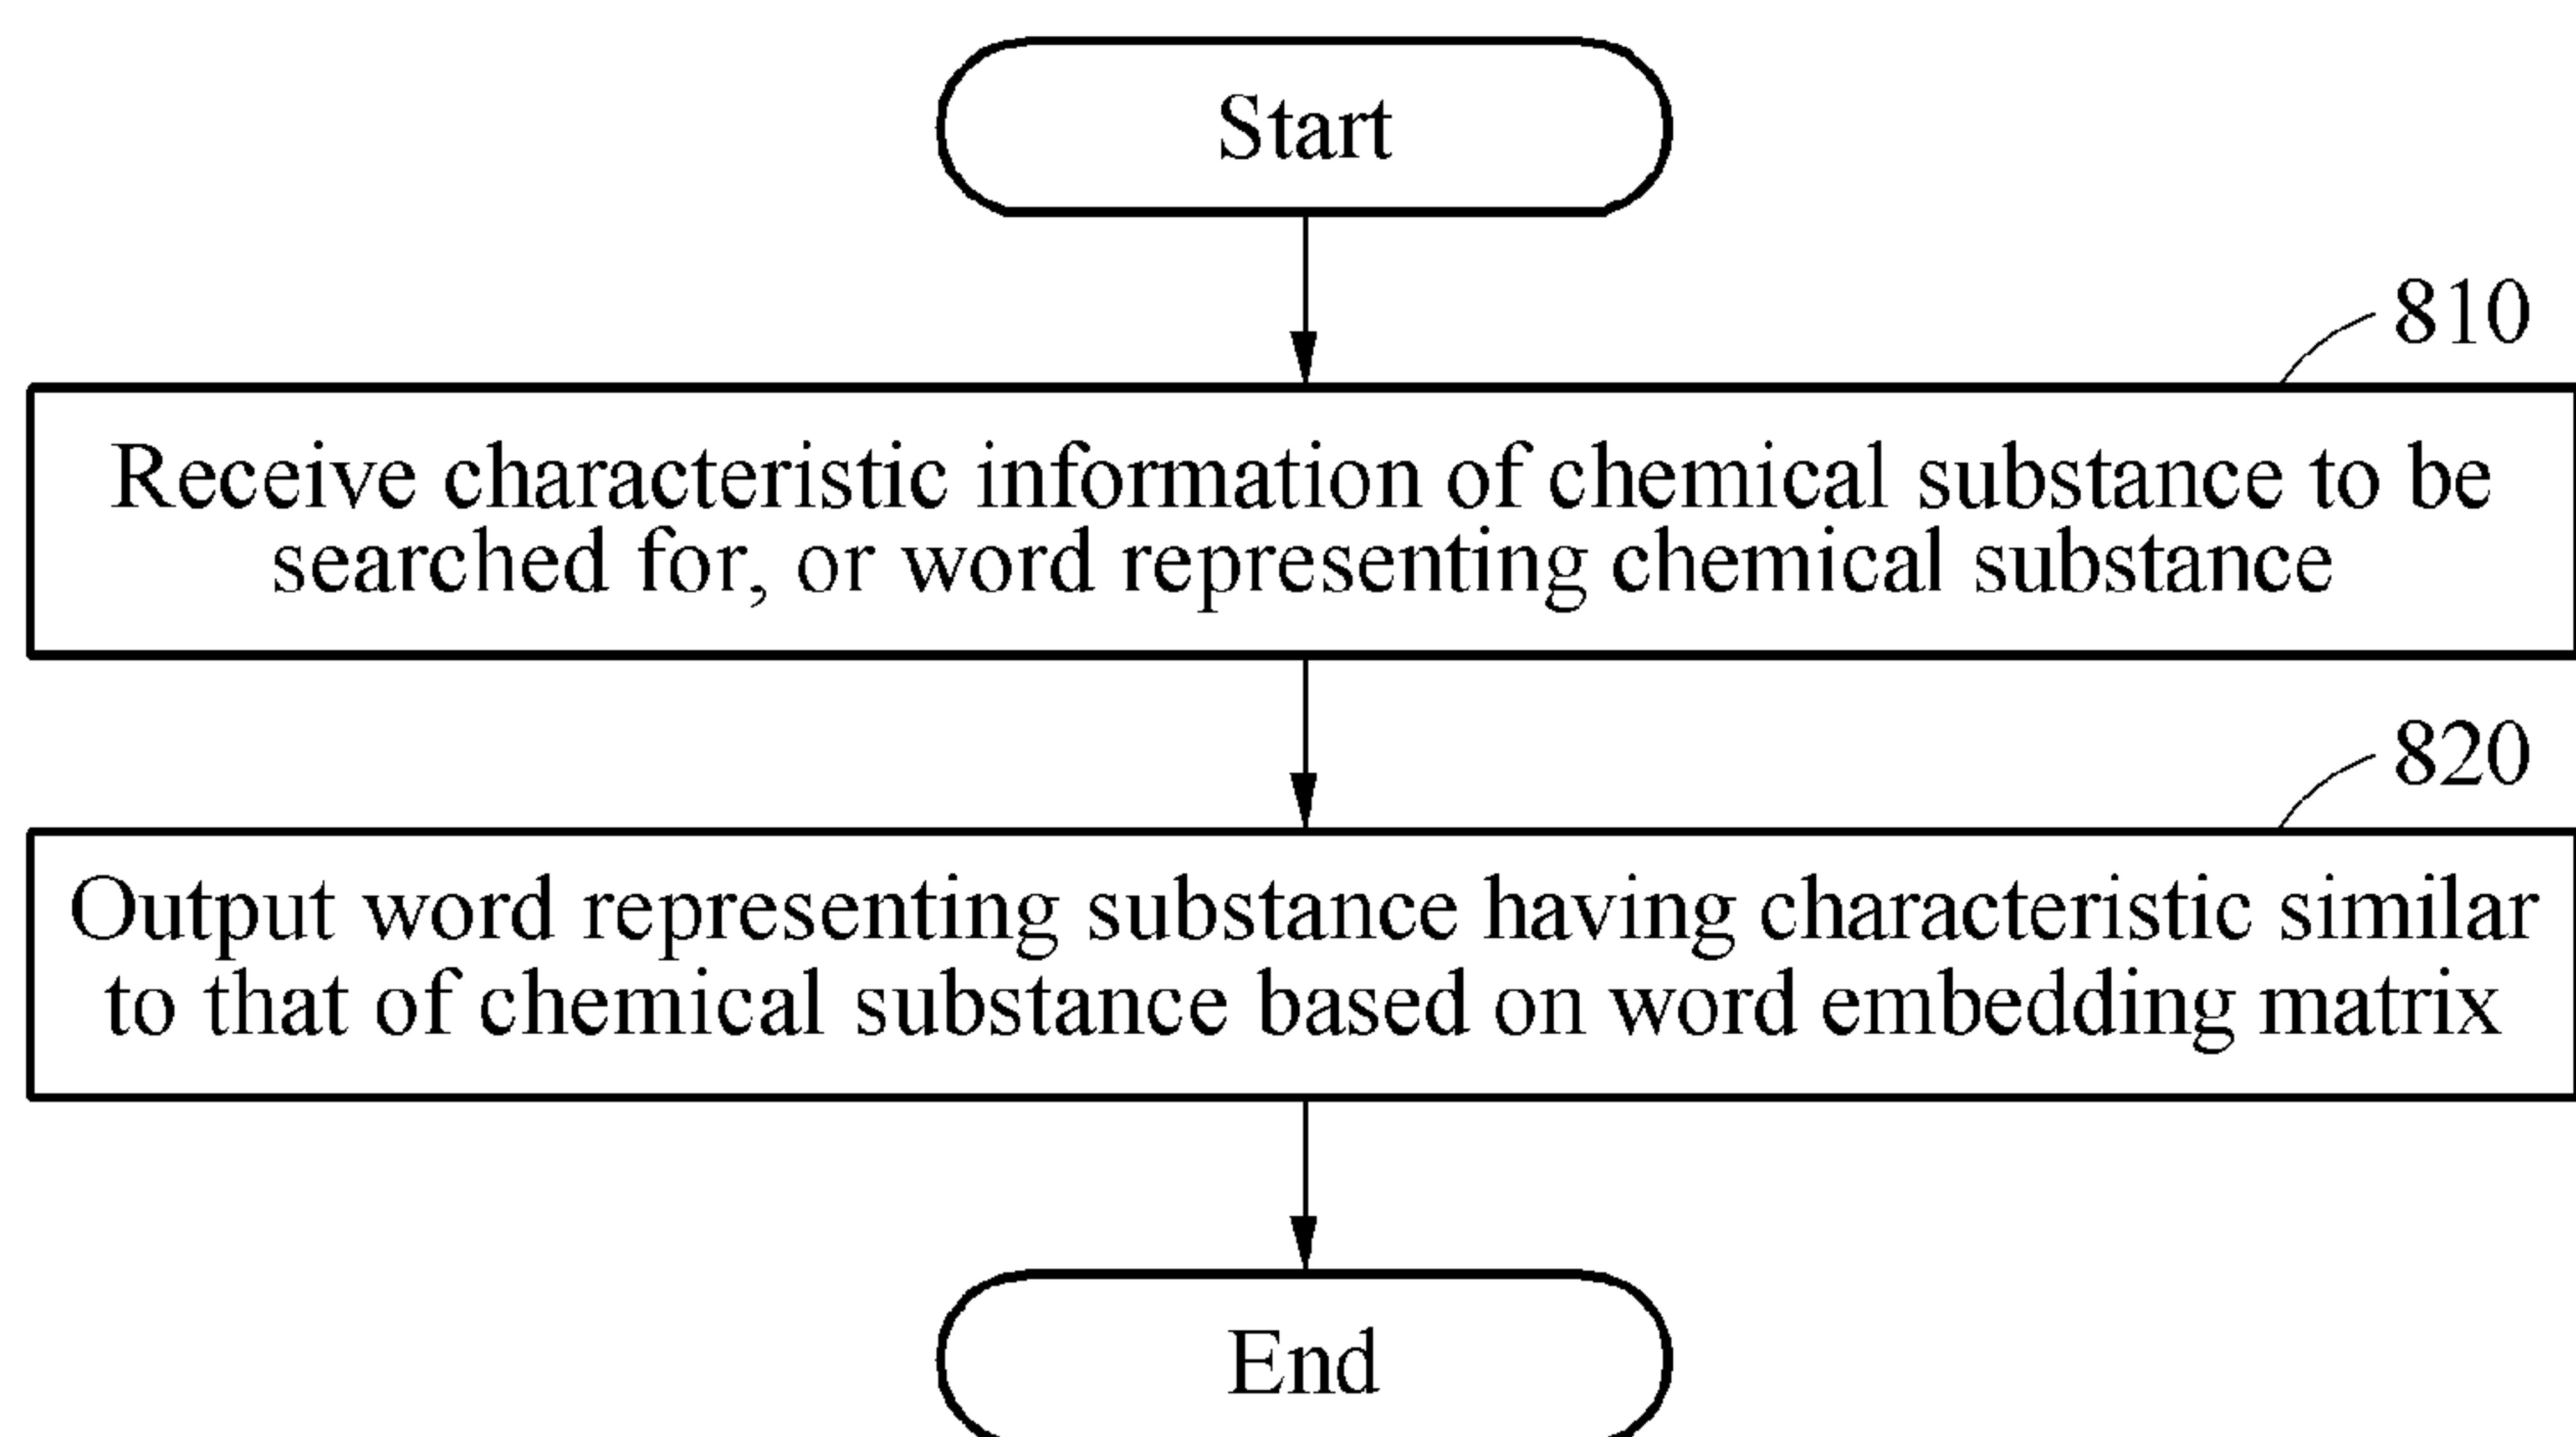 Start
810
Receive characteristic information of chemical substance to be
searched for, or word representing chemical substance
820
Output word representing substance having characteristic similar
to that of chemical substance based on word embedding matrix
End